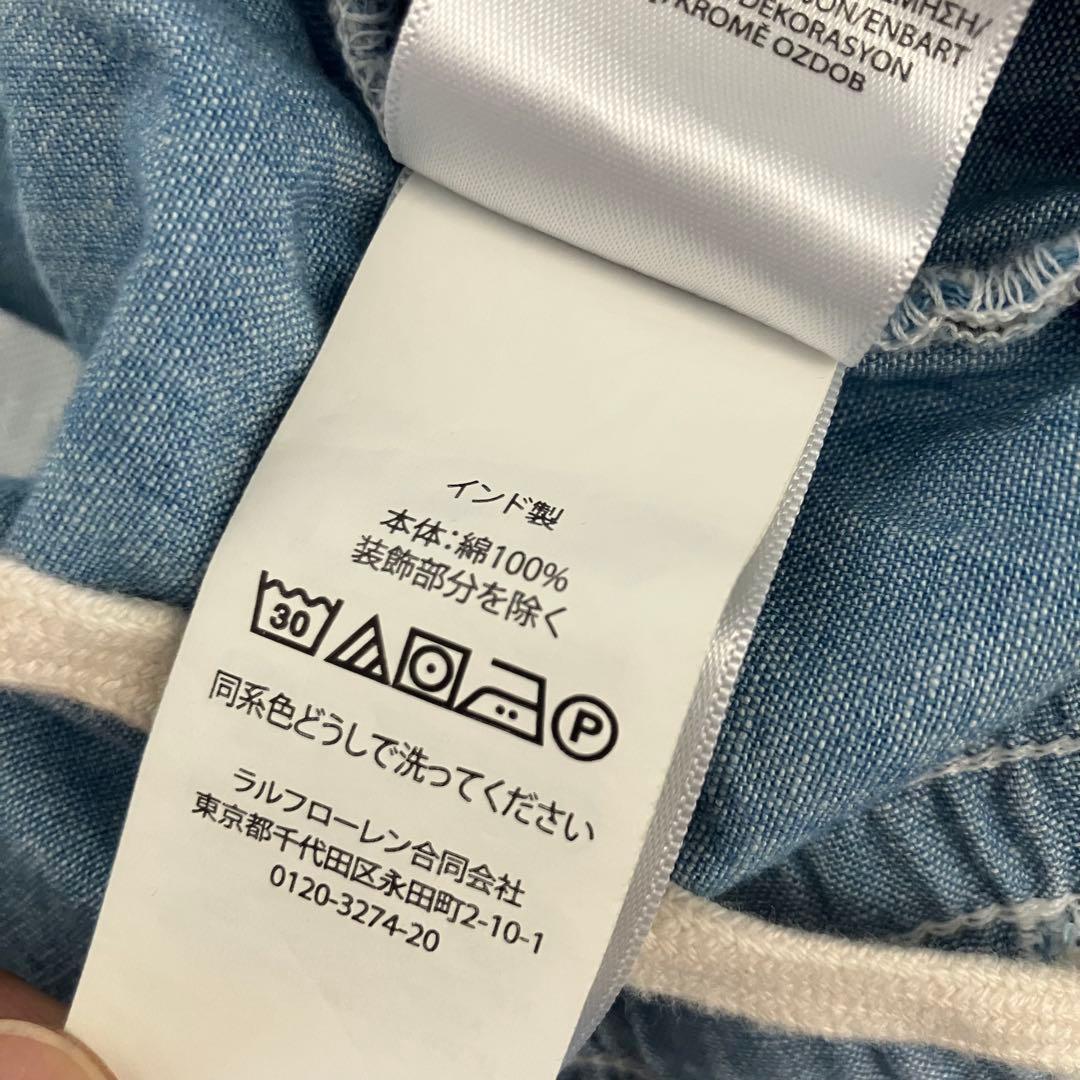 ΣΜΗΣΗ/
JON/ENBART
DEKORASYON
KROMĚ OZDOB
インド製
本体:綿100%
装飾部分を除く
30
P
同系色どうしで洗ってください
ラルフローレン合同会社
東京都千代田区永田町2-10-1
0120-3274-20